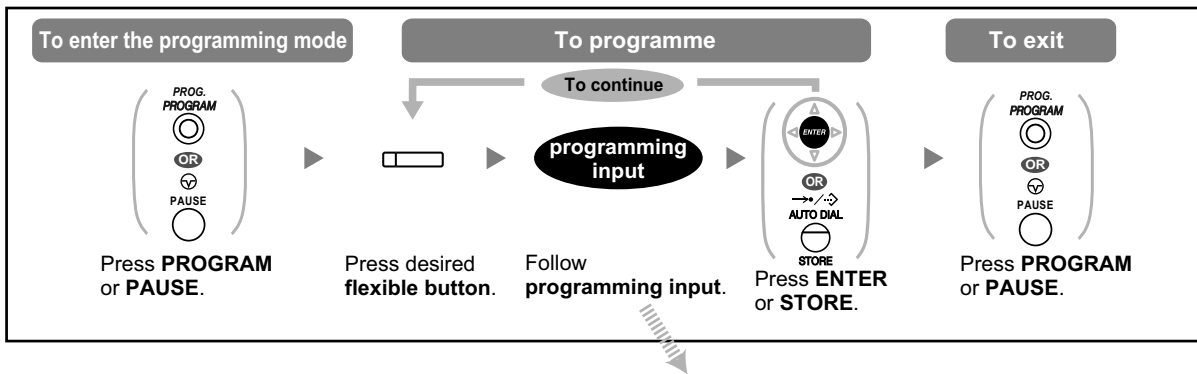 To enter the programming mode
To programme
To exit
To continue
PROG.
PROGRAM
OR
PAUSE
programming
input
ENTER
OR
AUTO DIAL
STORE
PROG.
PROGRAM
OR
PAUSE
Press PROGRAM
or PAUSE.
Press desired
flexible button.
Follow
programming input.
Press ENTER
or STORE.
Press PROGRAM
or PAUSE.